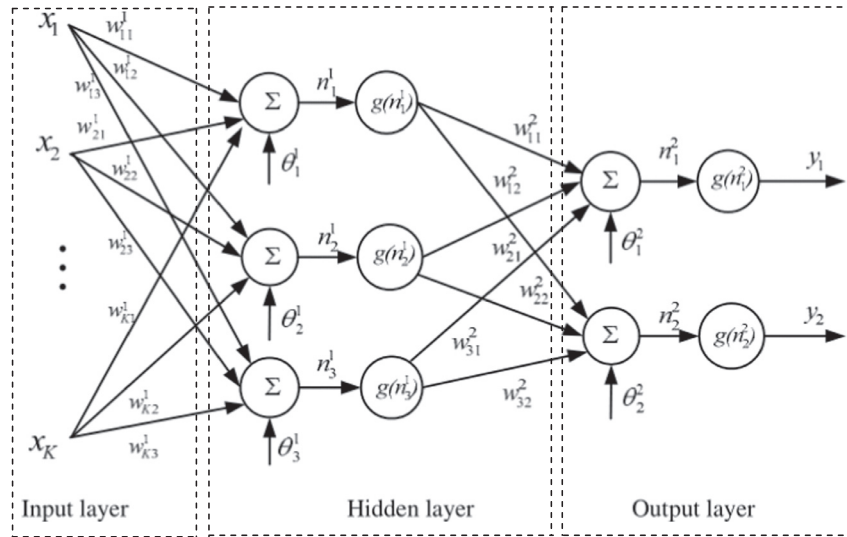 x₁
w¹₁₁
w¹₁₂
w¹₁₃
w¹₂₁
x₂
w¹₂₂
w¹₂₃
w¹K1
w¹K2
xK
w¹K3
Σ
n¹₁
g(n¹₁)
θ¹₁
Σ
n¹₂
g(n¹₂)
θ¹₂
Σ
n¹₃
g(n¹₃)
θ¹₃
w²₁₁
w²₁₂
w²₂₁
w²₂₂
w²₃₁
w²₃₂
Σ
n²₁
g(n²₁)
y₁
θ²₁
Σ
n²₂
g(n²₂)
y₂
θ²₂
Input layer
Hidden layer
Output layer